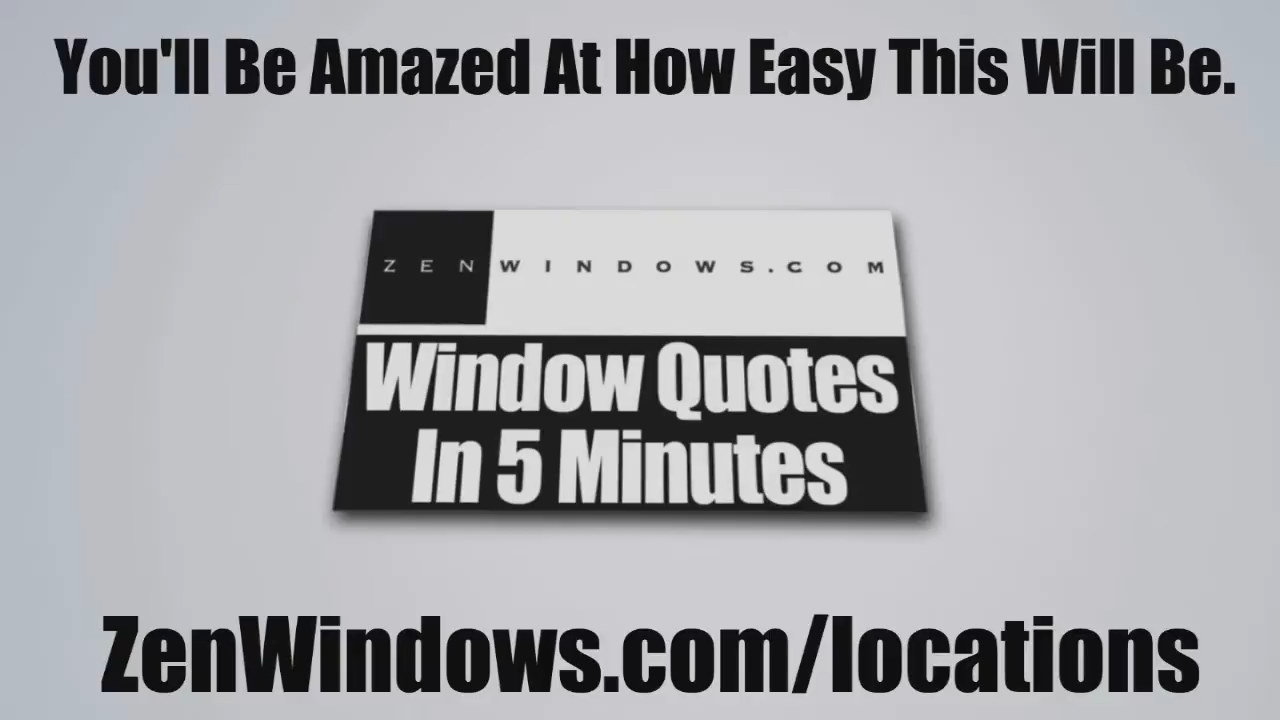 You'll Be Amazed At How Easy This Will Be.
ZENWINDOWS.COM
Window Quotes
In 5 Minutes
ZenWindows.com/locations